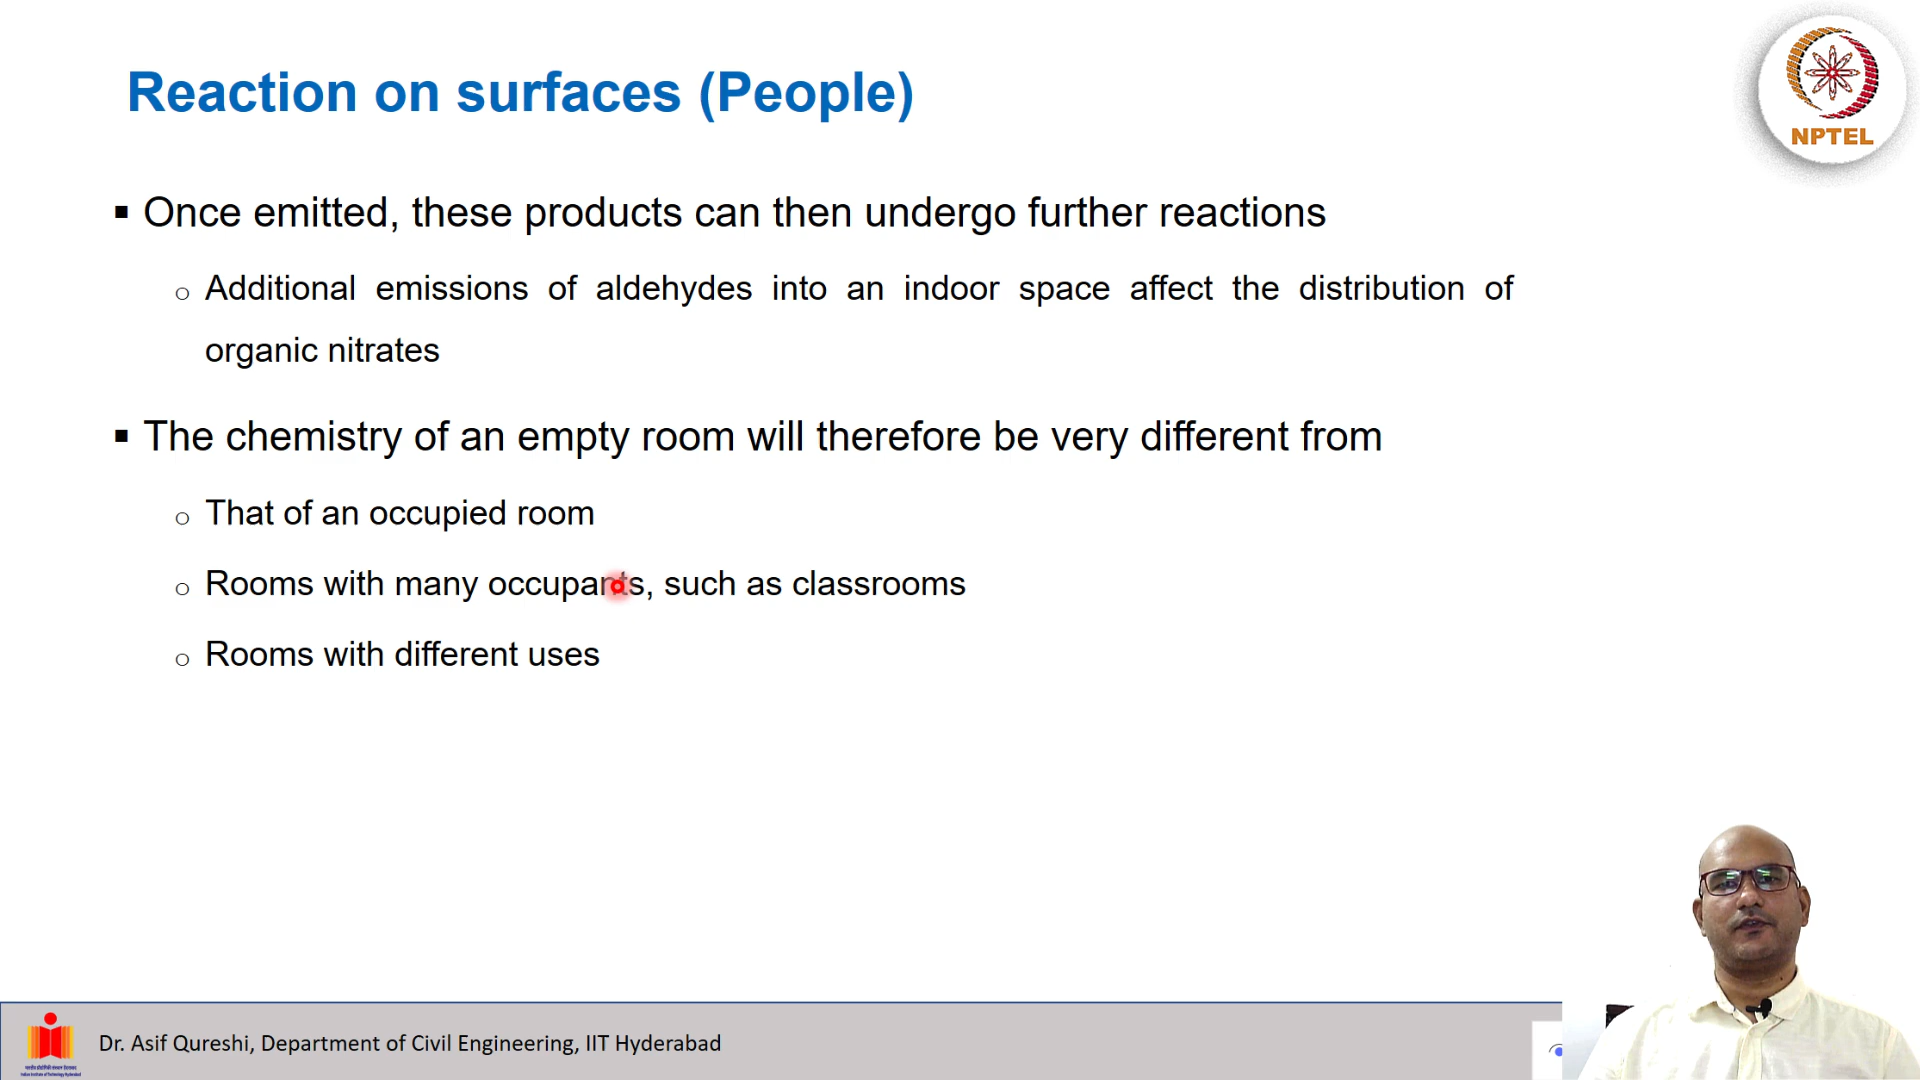 Reaction on surfaces (People)
NPTEL
▪ Once emitted, these products can then undergo further reactions
o Additional emissions of aldehydes into an indoor space affect the distribution of
organic nitrates
▪ The chemistry of an empty room will therefore be very different from
o That of an occupied room
o Rooms with many occupants, such as classrooms
o Rooms with different uses
Dr. Asif Qureshi, Department of Civil Engineering, IIT Hyderabad